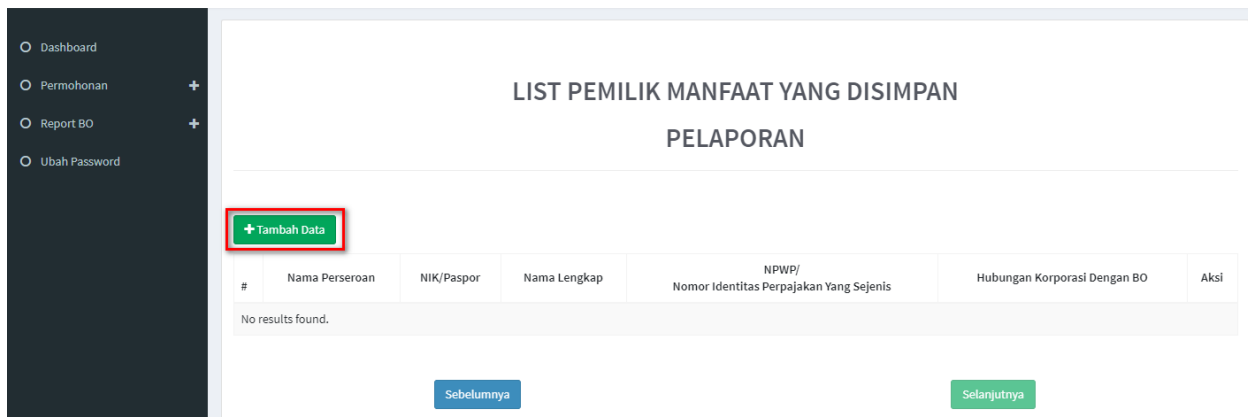 Dashboard
Permohonan
Report BO
Ubah Password
LIST PEMILIK MANFAAT YANG DISIMPAN
PELAPORAN
Tambah Data
# Nama Perseroan NIK/Paspor Nama Lengkap NPWP/
Nomor Identitas Perpajakan Yang Sejenis Hubungan Korporasi Dengan BO Aksi
No results found.
Sebelumnya Selanjutnya